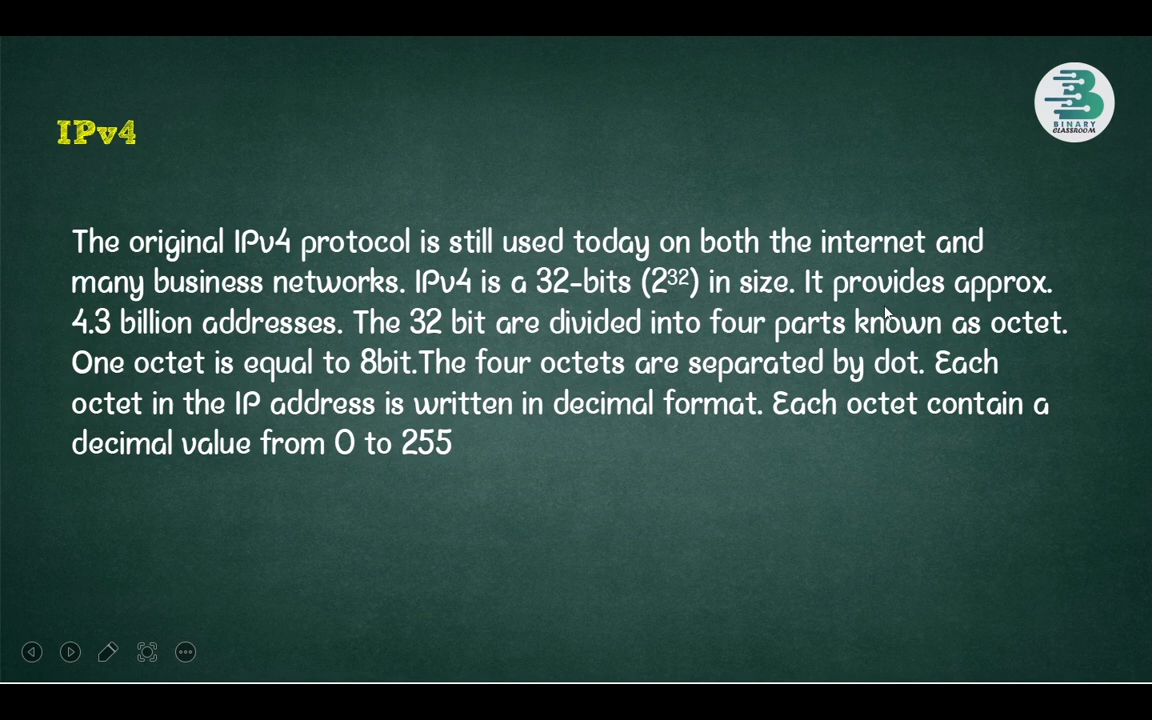 BINARY
CLASSROOM
IPv4
The original IPv4 protocol is still used today on both the internet and
many business networks. IPv4 is a 32-bits (2³²) in size. It provides approx.
4.3 billion addresses. The 32 bit are divided into four parts known as octet.
One octet is equal to 8bit.The four octets are separated by dot. Each
octet in the IP address is written in decimal format. Each octet contain a
decimal value from 0 to 255